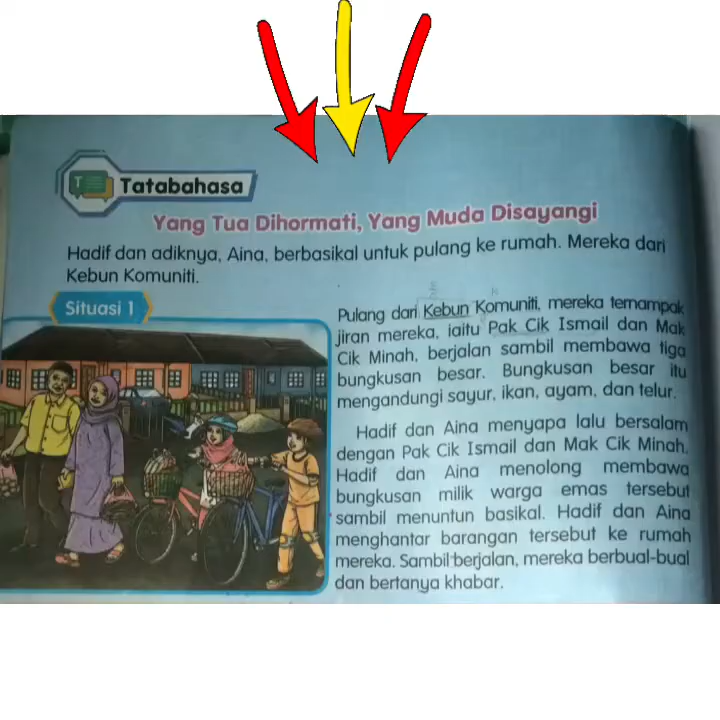 Tatabahasa
Yang Tua Dihormati, Yang Muda Disayangi
Hadif dan adiknya, Aina, berbasikal untuk pulang ke rumah. Mereka dari
Kebun Komuniti.
Situasi 1
Pulang dari Kebun Komuniti, mereka ternampak
jiran mereka, iaitu Pak Cik Ismail dan Mak
Cik Minah, berjalan sambil membawa tiga
bungkusan besar. Bungkusan besar itu
mengandungi sayur, ikan, ayam, dan telur.
Hadif dan Aina menyapa lalu bersalam
dengan Pak Cik Ismail dan Mak Cik Minah.
Hadif dan Aina menolong membawa
bungkusan milik warga emas tersebut
sambil menuntun basikal. Hadif dan Aina
menghantar barangan tersebut ke rumah
mereka. Sambil berjalan, mereka berbual-bual
dan bertanya khabar.